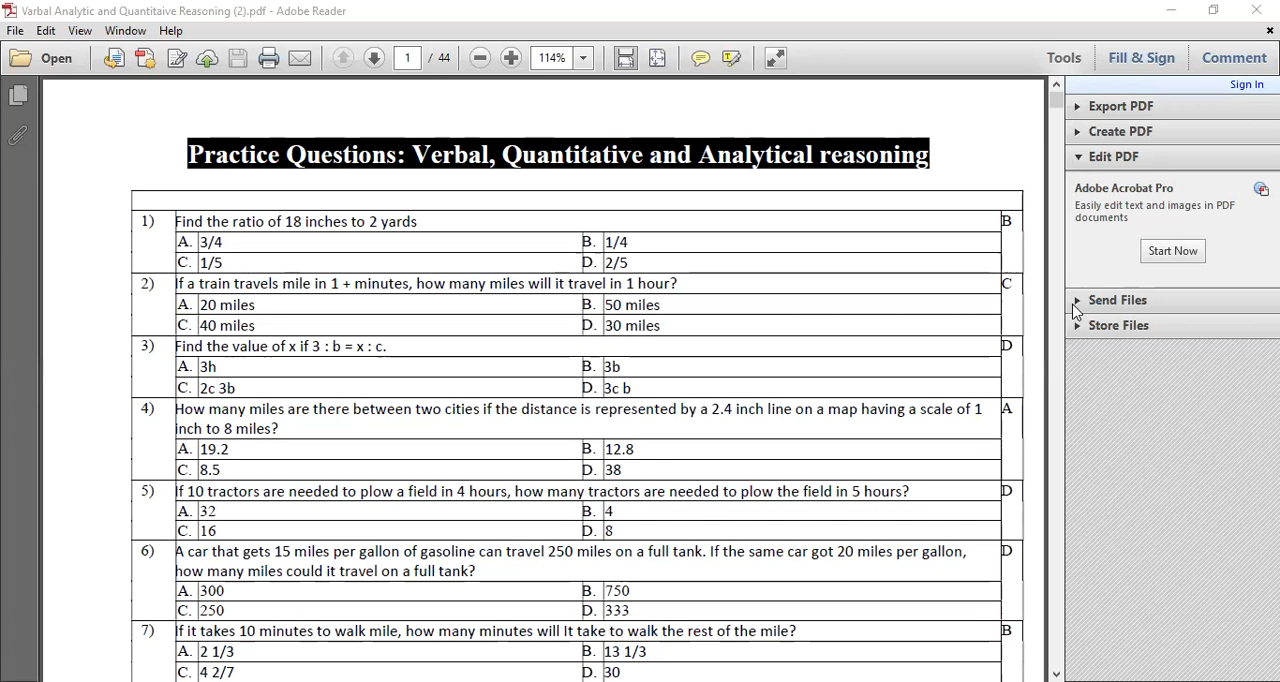 Varbal Analytic and Quantitaive Reasoning (2).pdf - Adobe Reader
File Edit View Window Help
Open 1 / 44 114% Tools Fill & Sign Comment
Sign In
Export PDF
Create PDF
Edit PDF
Adobe Acrobat Pro
Easily edit text and images in PDF
documents
Start Now
Send Files
Store Files
Practice Questions: Verbal, Quantitative and Analytical reasoning
1) Find the ratio of 18 inches to 2 yards B
A. 3/4 B. 1/4
C. 1/5 D. 2/5
2) If a train travels mile in 1 + minutes, how many miles will it travel in 1 hour? C
A. 20 miles B. 50 miles
C. 40 miles D. 30 miles
3) Find the value of x if 3 : b = x : c. D
A. 3h B. 3b
C. 2c 3b D. 3c b
4) How many miles are there between two cities if the distance is represented by a 2.4 inch line on a map having a scale of 1 A
inch to 8 miles?
A. 19.2 B. 12.8
C. 8.5 D. 38
5) If 10 tractors are needed to plow a field in 4 hours, how many tractors are needed to plow the field in 5 hours? D
A. 32 B. 4
C. 16 D. 8
6) A car that gets 15 miles per gallon of gasoline can travel 250 miles on a full tank. If the same car got 20 miles per gallon, D
how many miles could it travel on a full tank?
A. 300 B. 750
C. 250 D. 333
7) If it takes 10 minutes to walk mile, how many minutes will It take to walk the rest of the mile? B
A. 2 1/3 B. 13 1/3
C. 4 2/7 D. 30